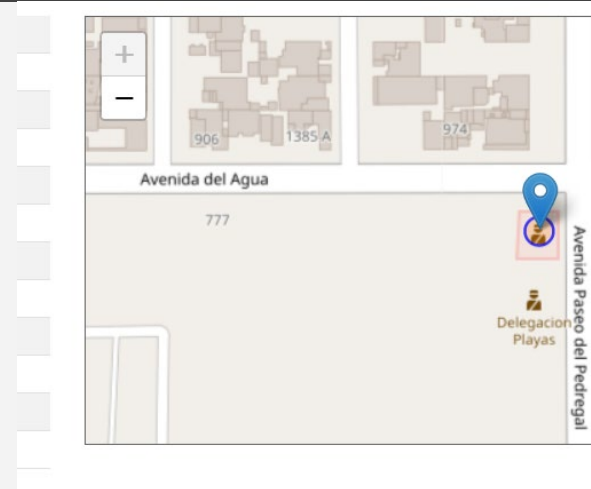 +
−
906
1385 A
974
Avenida del Agua
777
Avenida Paseo del Pedregal
Delegacion
Playas